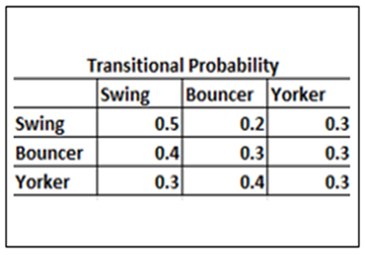 Transitional Probability
Swing Bouncer Yorker
Swing 0.5 0.2 0.3
Bouncer 0.4 0.3 0.3
Yorker 0.3 0.4 0.3